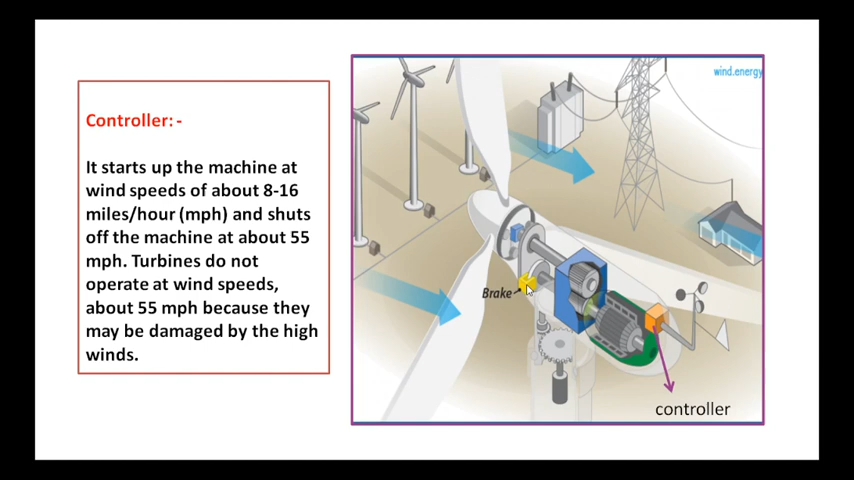 Controller: -
It starts up the machine at
wind speeds of about 8-16
miles/hour (mph) and shuts
off the machine at about 55
mph. Turbines do not
operate at wind speeds,
about 55 mph because they
may be damaged by the high
winds.
wind.energy
Brake
controller